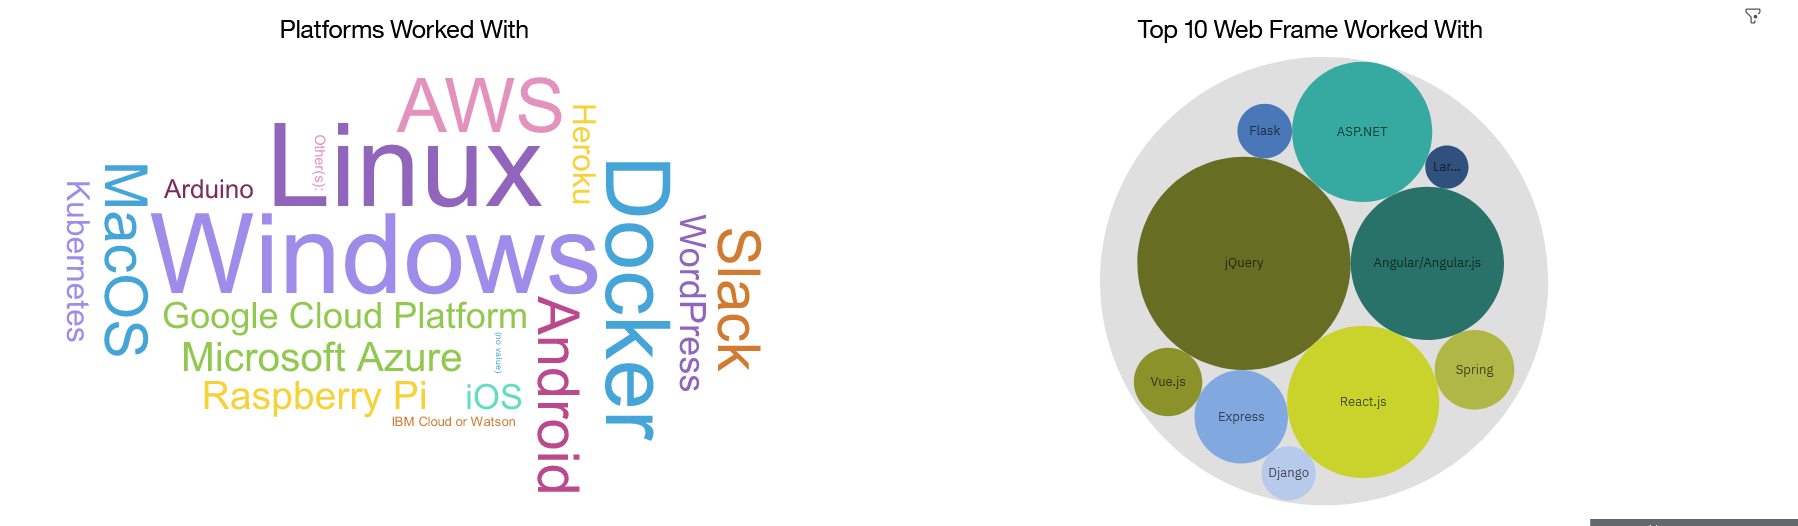 Platforms Worked With
AWS
Heroku
Linux
Other(s):
Docker
MacOS
Arduino
Kubernetes
Windows
WordPress
Slack
Google Cloud Platform
Android
Microsoft Azure
(no value)
Raspberry Pi
iOS
IBM Cloud or Watson
Top 10 Web Frame Worked With
Flask
ASP.NET
Lar...
jQuery
Angular/Angular.js
Vue.js
Express
React.js
Spring
Django